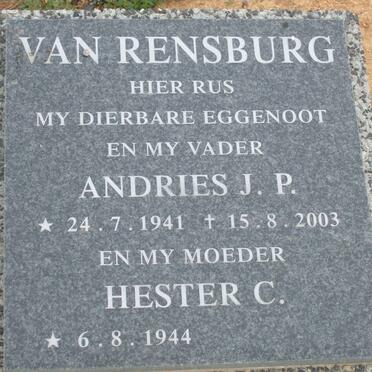 VAN RENSBURG
HIER RUS
MY DIERBARE EGGENOOT
EN MY VADER
ANDRIES J. P.
★ 24 . 7 . 1941 † 15 . 8 . 2003
EN MY MOEDER
HESTER C.
★ 6 . 8 . 1944